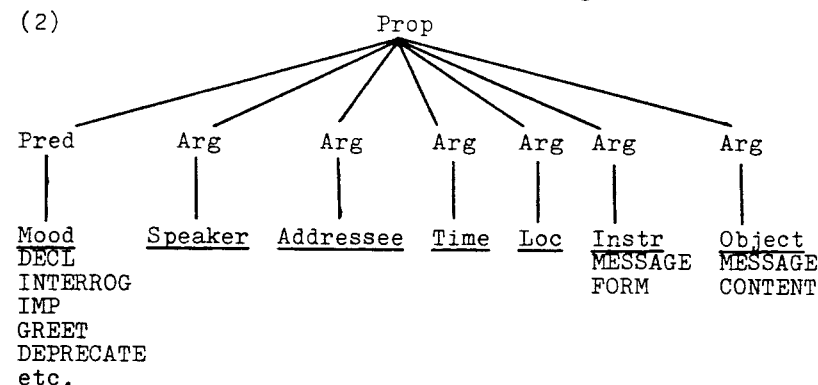 (2)
Prop
Pred Arg Arg Arg Arg Arg Arg
Mood Speaker Addressee Time Loc Instr Object
DECL MESSAGE MESSAGE
INTERROG FORM CONTENT
IMP
GREET
DEPRECATE
etc.